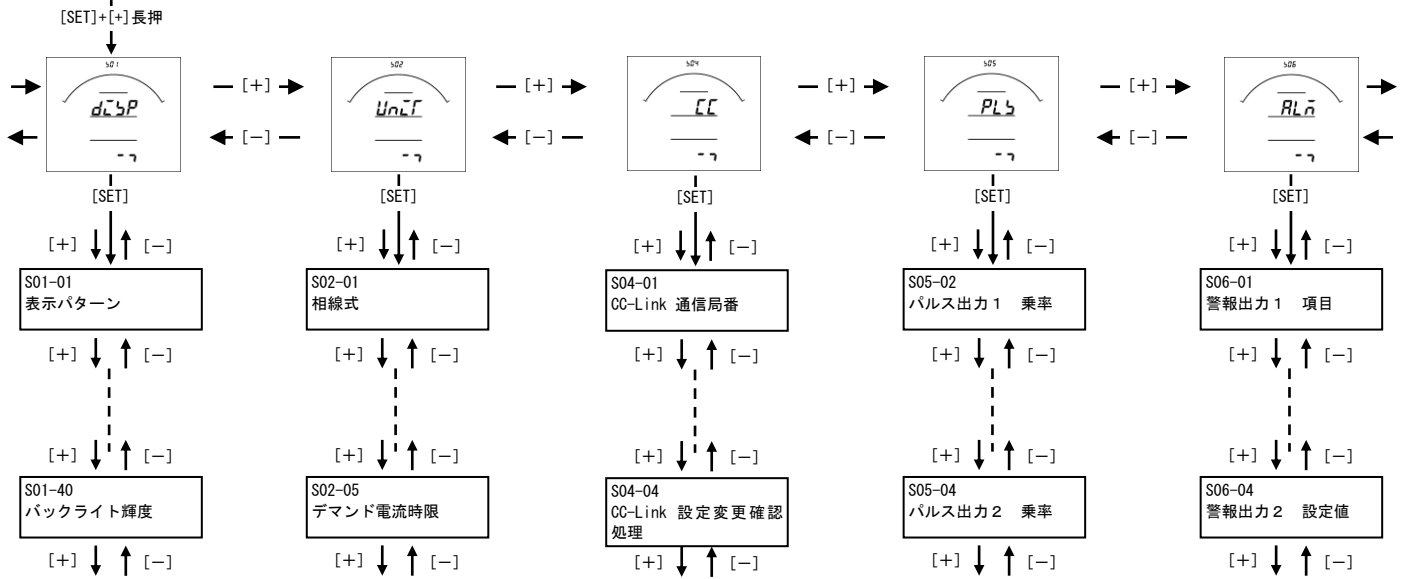 [SET]+[+]長押
S01 S02 S04 S05 S06
dISP UnIT CC PLS ALm
[+] [+] [+] [+]
[−] [−] [−] [−]
[SET] [SET] [SET] [SET] [SET]
[+] [−] [+] [−] [+] [−] [+] [−] [+] [−]
S01-01
表示パターン
S02-01
相線式
S04-01
CC-Link 通信局番
S05-02
パルス出力1 乗率
S06-01
警報出力1 項目
[+] [−] [+] [−] [+] [−] [+] [−] [+] [−]
[+] [−] [+] [−] [+] [−] [+] [−] [+] [−]
S01-40
バックライト輝度
S02-05
デマンド電流時限
S04-04
CC-Link 設定変更確認
処理
S05-04
パルス出力2 乗率
S06-04
警報出力2 設定値
[+] [−] [+] [−] [+] [−] [+] [−] [+] [−]